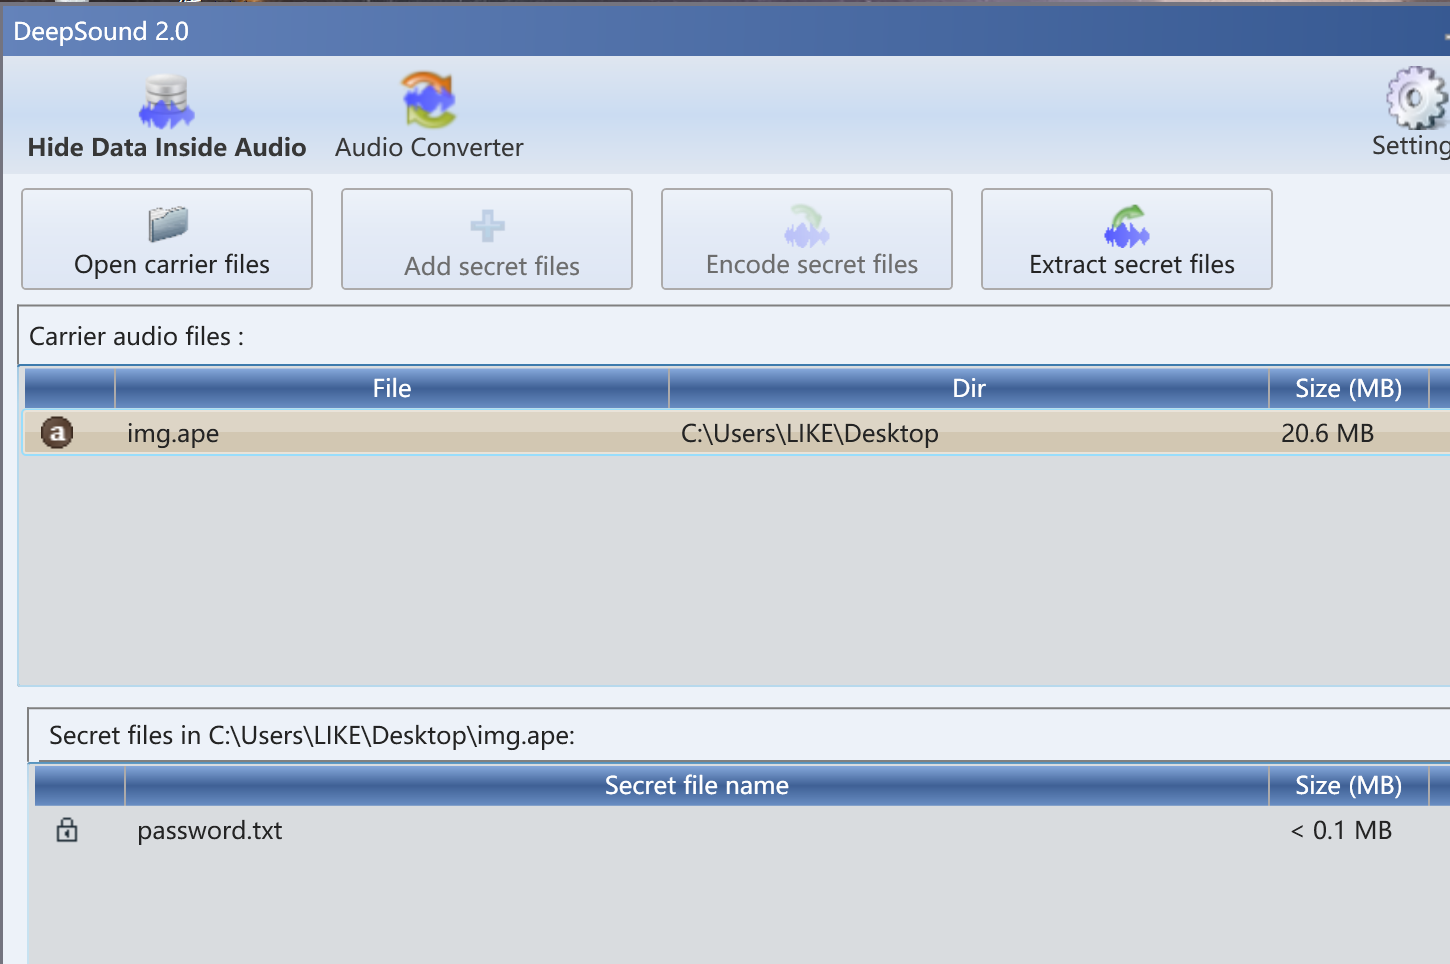 DeepSound 2.0
Hide Data Inside Audio Audio Converter Setting
Open carrier files Add secret files Encode secret files Extract secret files
Carrier audio files :
File Dir Size (MB)
a img.ape C:\Users\LIKE\Desktop 20.6 MB
Secret files in C:\Users\LIKE\Desktop\img.ape:
Secret file name Size (MB)
password.txt < 0.1 MB